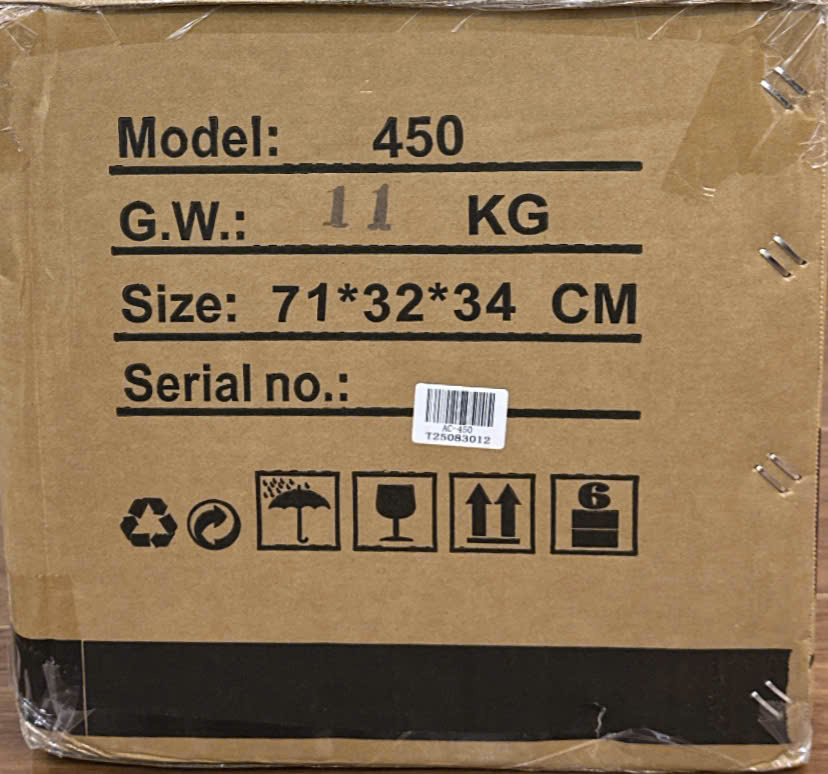 Model: 450
G.W.: 11 KG
Size: 71*32*34 CM
Serial no.:
AC-450
T25083012
6